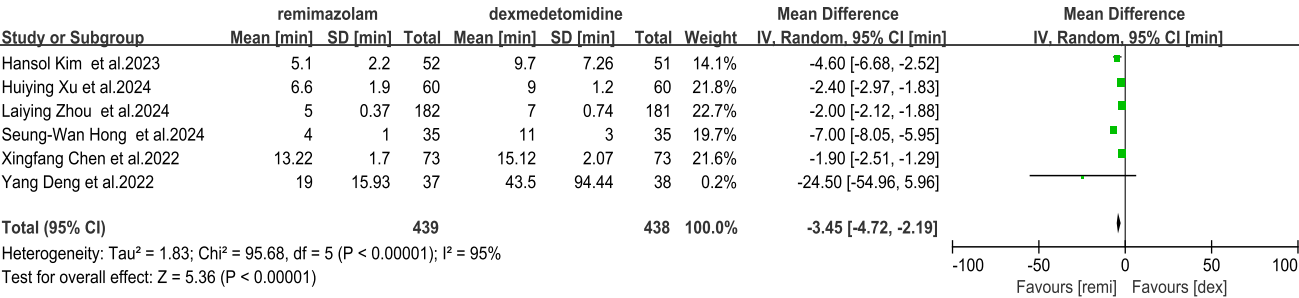 remimazolam dexmedetomidine Mean Difference Mean Difference
Study or Subgroup Mean [min] SD [min] Total Mean [min] SD [min] Total Weight IV, Random, 95% CI [min] IV, Random, 95% CI [min]
Hansol Kim et al.2023 5.1 2.2 52 9.7 7.26 51 14.1% -4.60 [-6.68, -2.52]
Huiying Xu et al.2024 6.6 1.9 60 9 1.2 60 21.8% -2.40 [-2.97, -1.83]
Laiying Zhou et al.2024 5 0.37 182 7 0.74 181 22.7% -2.00 [-2.12, -1.88]
Seung-Wan Hong et al.2024 4 1 35 11 3 35 19.7% -7.00 [-8.05, -5.95]
Xingfang Chen et al.2022 13.22 1.7 73 15.12 2.07 73 21.6% -1.90 [-2.51, -1.29]
Yang Deng et al.2022 19 15.93 37 43.5 94.44 38 0.2% -24.50 [-54.96, 5.96]
Total (95% CI) 439 438 100.0% -3.45 [-4.72, -2.19]
Heterogeneity: Tau² = 1.83; Chi² = 95.68, df = 5 (P < 0.00001); I² = 95%
Test for overall effect: Z = 5.36 (P < 0.00001)
-100 -50 0 50 100
Favours [remi] Favours [dex]